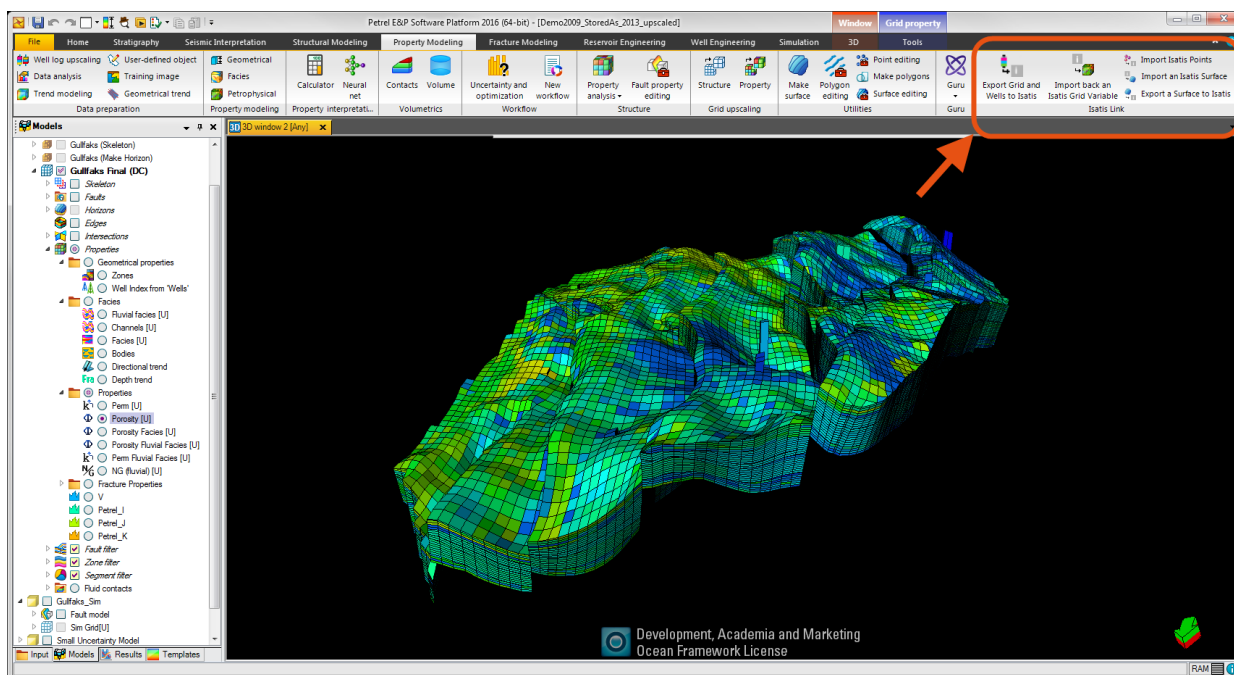 Petrel E&P Software Platform 2016 (64-bit) - [Demo2009_StoredAs_2013_upscaled]
Window Grid property
File Home Stratigraphy Seismic Interpretation Structural Modeling Property Modeling Fracture Modeling Reservoir Engineering Well Engineering Simulation 3D Tools
Well log upscaling
Data analysis
Trend modeling
User-defined object
Training image
Geometrical trend
Data preparation
Geometrical
Facies
Petrophysical
Property modeling
Calculator
Neural
net
Property interpretati...
Contacts
Volume
Volumetrics
Uncertainty and
optimization
New
workflow
Workflow
Property
analysis
Fault property
editing
Structure
Structure
Property
Grid upscaling
Make
surface
Polygon
editing
Point editing
Make polygons
Surface editing
Utilities
Guru
Guru
Export Grid and
Wells to Isatis
Import back an
Isatis Grid Variable
Import Isatis Points
Import an Isatis Surface
Export a Surface to Isatis
Isatis Link
Models
3D 3D window 2 [Any]
Gullfaks (Skeleton)
Gullfaks (Make Horizon)
Gullfaks Final (DC)
Skeleton
Faults
Horizons
Edges
Intersections
Properties
Geometrical properties
Zones
Well Index from 'Wells'
Facies
Fluvial facies [U]
Channels [U]
Facies [U]
Bodies
Directional trend
Fra Depth trend
Properties
Perm [U]
Porosity [U]
Porosity Facies [U]
Porosity Fluvial Facies [U]
Perm Fluvial Facies [U]
N/G NG (fluvial) [U]
Fracture Properties
V
Petrel_I
Petrel_J
Petrel_K
Fault filter
Zone filter
Segment filter
Fluid contacts
Gullfaks_Sim
Fault model
Sim Grid[U]
Small Uncertainty Model
Input Models Results Templates
Development, Academia and Marketing
Ocean Framework License
RAM